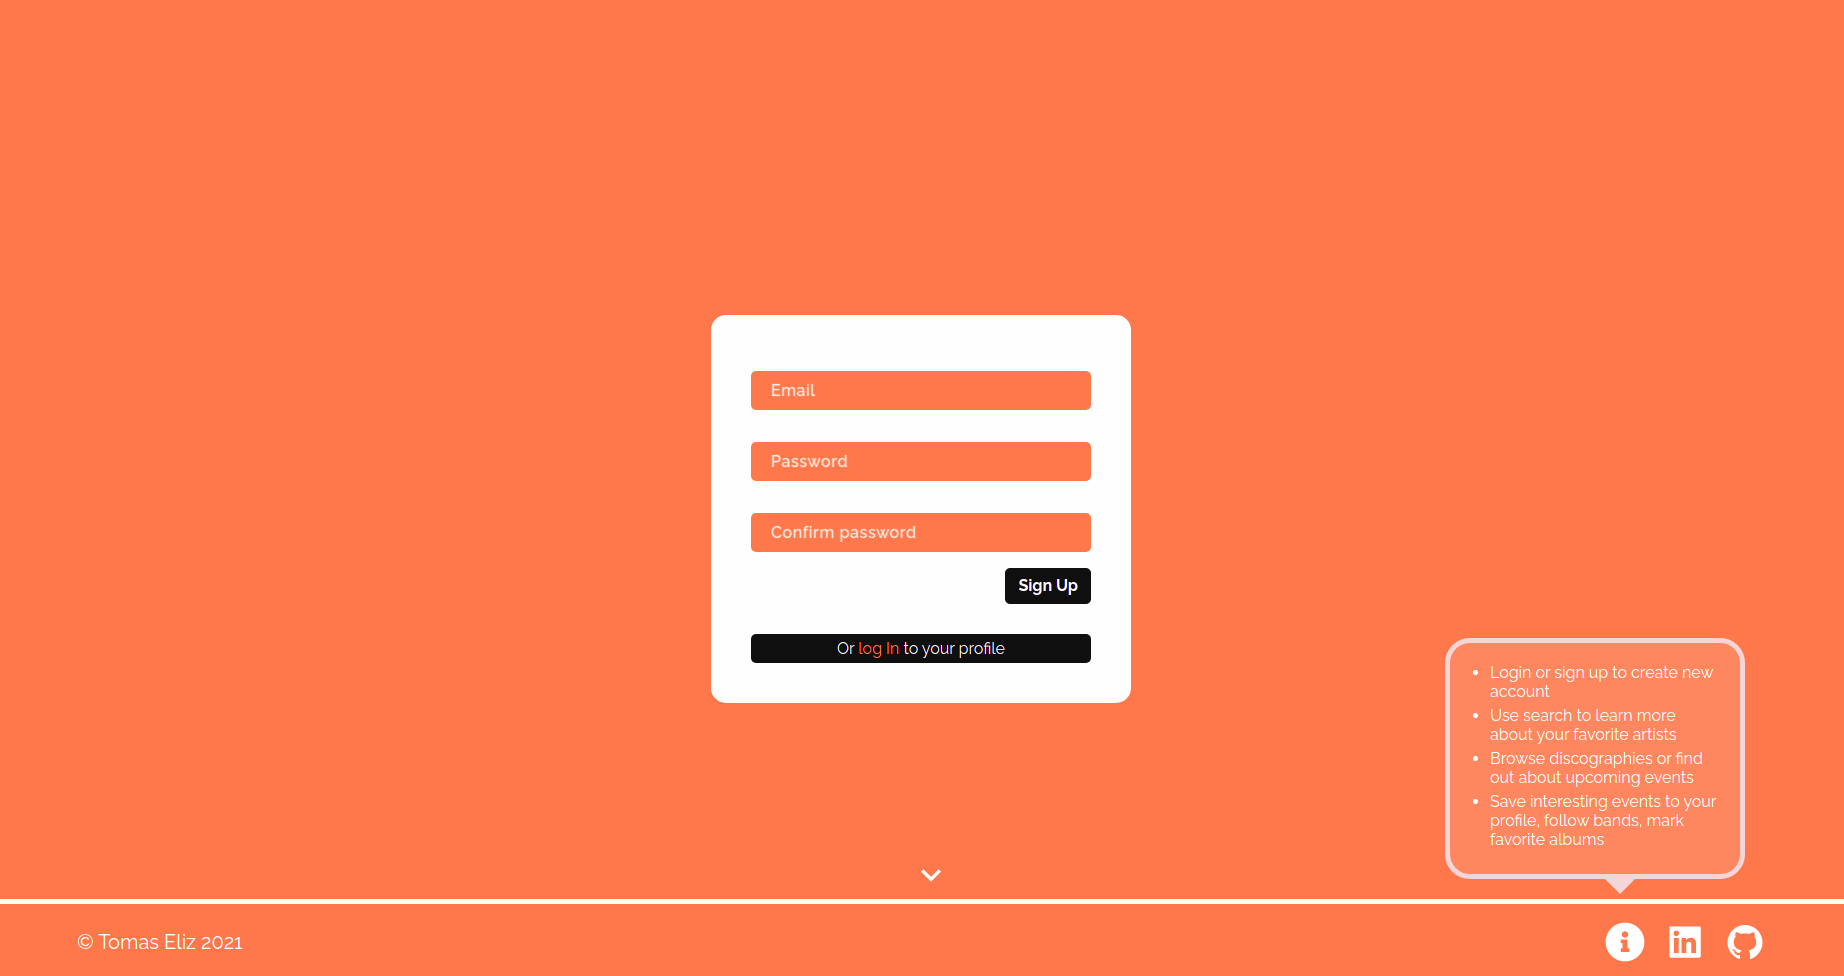 Email
Password
Confirm password
Sign Up
Or log In to your profile
• Login or sign up to create new
account
• Use search to learn more
about your favorite artists
• Browse discographies or find
out about upcoming events
• Save interesting events to your
profile, follow bands, mark
favorite albums
© Tomas Eliz 2021